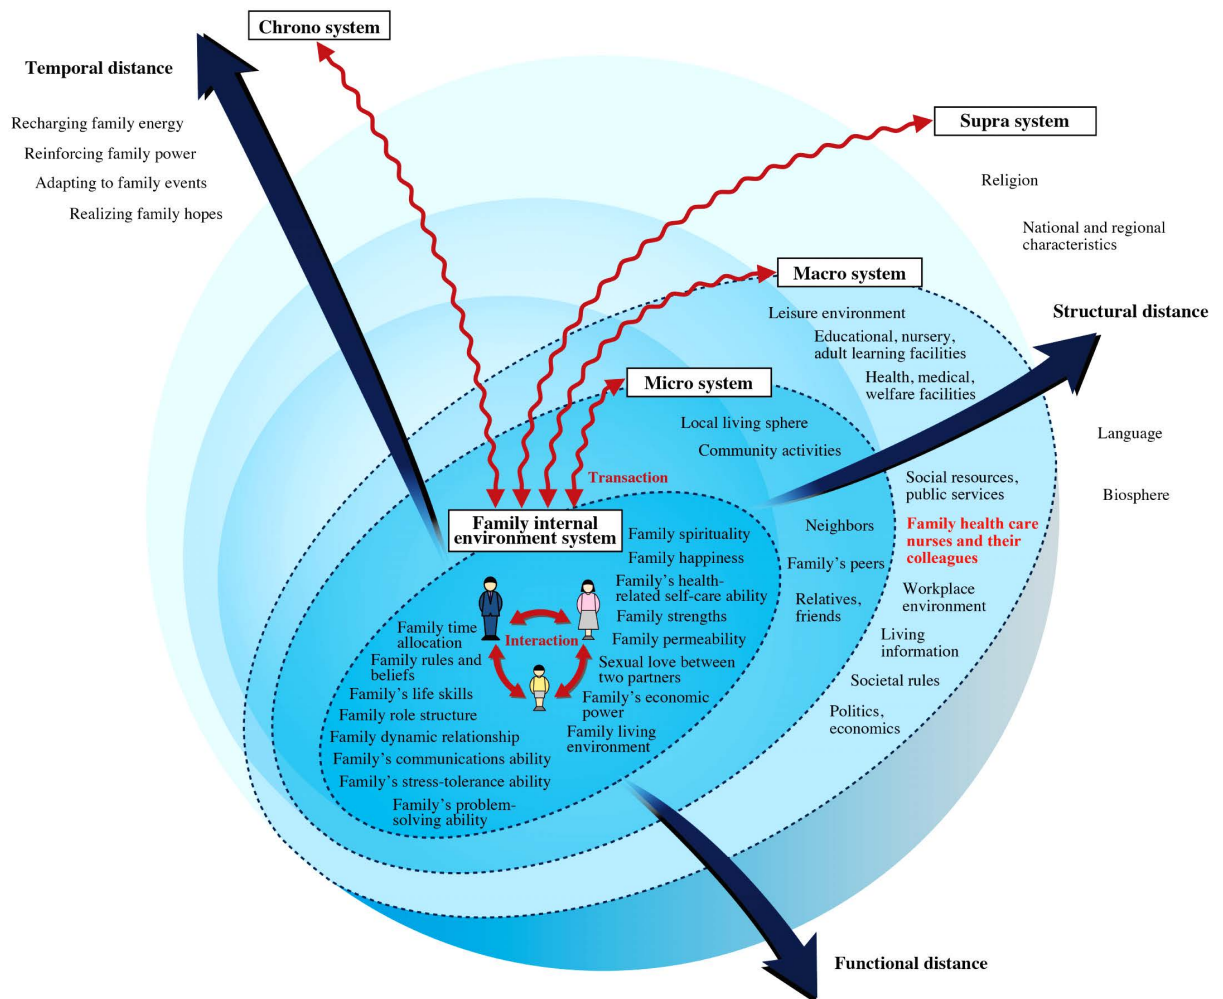 Chrono system
Temporal distance
Recharging family energy
Reinforcing family power
Adapting to family events
Realizing family hopes
Supra system
Religion
National and regional
characteristics
Macro system
Leisure environment
Educational, nursery,
adult learning facilities
Health, medical,
welfare facilities
Structural distance
Micro system
Local living sphere
Community activities
Language
Biosphere
Transaction
Social resources,
public services
Family health care
nurses and their
colleagues
Workplace
environment
Living
information
Societal rules
Politics,
economics
Neighbors
Family's peers
Relatives,
friends
Family internal
environment system
Family spirituality
Family happiness
Family's health-
related self-care ability
Family strengths
Family permeability
Sexual love between
two partners
Family's economic
power
Family living
environment
Interaction
Family time
allocation
Family rules and
beliefs
Family's life skills
Family role structure
Family dynamic relationship
Family's communications ability
Family's stress-tolerance ability
Family's problem-
solving ability
Functional distance